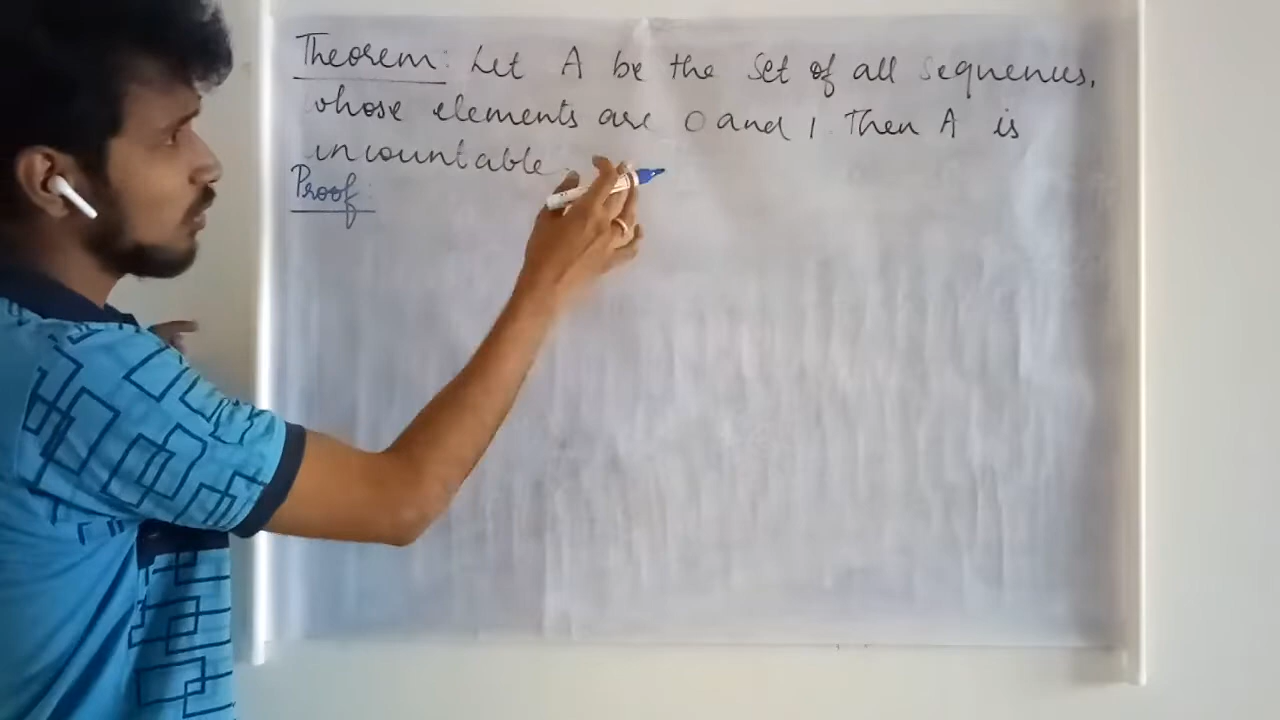 Theorem: Let A be the set of all sequences,
whose elements are 0 and 1. Then A is
uncountable
Proof: